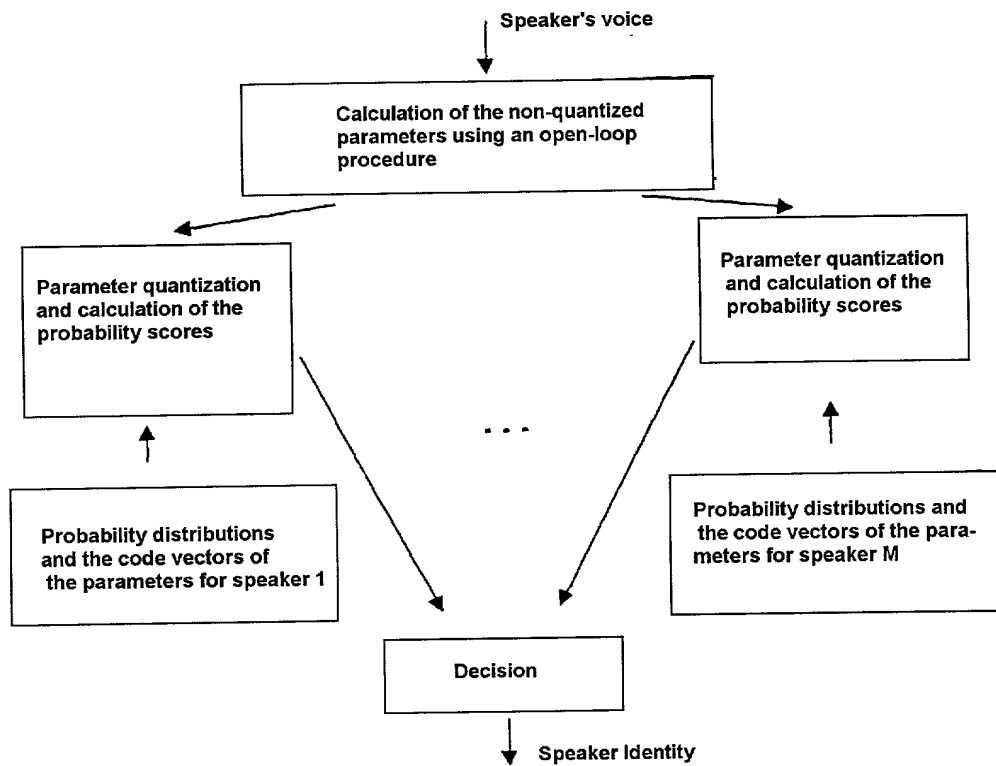 Speaker's voice
Calculation of the non-quantized
parameters using an open-loop
procedure
Parameter quantization
and calculation of the
probability scores
Parameter quantization
and calculation of the
probability scores
. . .
Probability distributions
and the code vectors of
the parameters for speaker 1
Probability distributions and
the code vectors of the para-
meters for speaker M
Decision
Speaker Identity